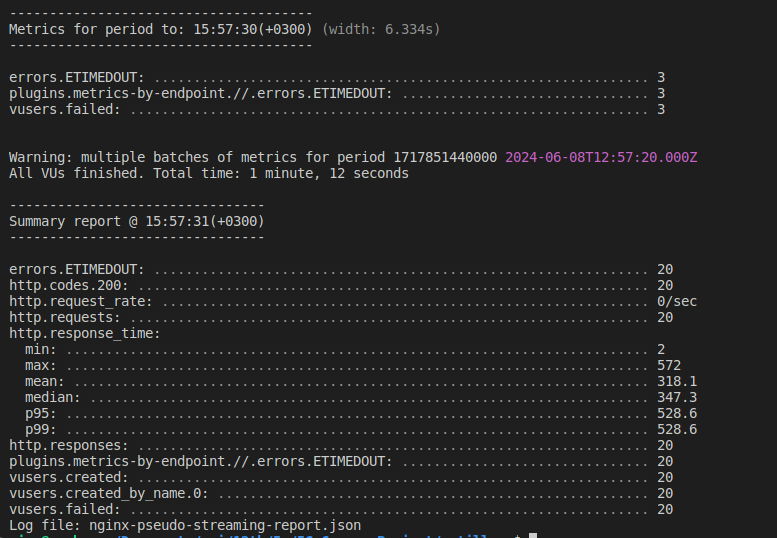 --------------------------------------
Metrics for period to: 15:57:30(+0300) (width: 6.334s)
--------------------------------------
errors.ETIMEDOUT: .............................................................. 3
plugins.metrics-by-endpoint.//.errors.ETIMEDOUT: ............................... 3
vusers.failed: ................................................................. 3
Warning: multiple batches of metrics for period 1717851440000 2024-06-08T12:57:20.000Z
All VUs finished. Total time: 1 minute, 12 seconds
--------------------------------
Summary report @ 15:57:31(+0300)
--------------------------------
errors.ETIMEDOUT: .............................................................. 20
http.codes.200: ................................................................ 20
http.request_rate: ............................................................. 0/sec
http.requests: ................................................................. 20
http.response_time:
  min: ......................................................................... 2
  max: ......................................................................... 572
  mean: ........................................................................ 318.1
  median: ...................................................................... 347.3
  p95: ......................................................................... 528.6
  p99: ......................................................................... 528.6
http.responses: ................................................................ 20
plugins.metrics-by-endpoint.//.errors.ETIMEDOUT: ............................... 20
vusers.created: ................................................................ 20
vusers.created_by_name.0: ...................................................... 20
vusers.failed: ................................................................. 20
Log file: nginx-pseudo-streaming-report.json